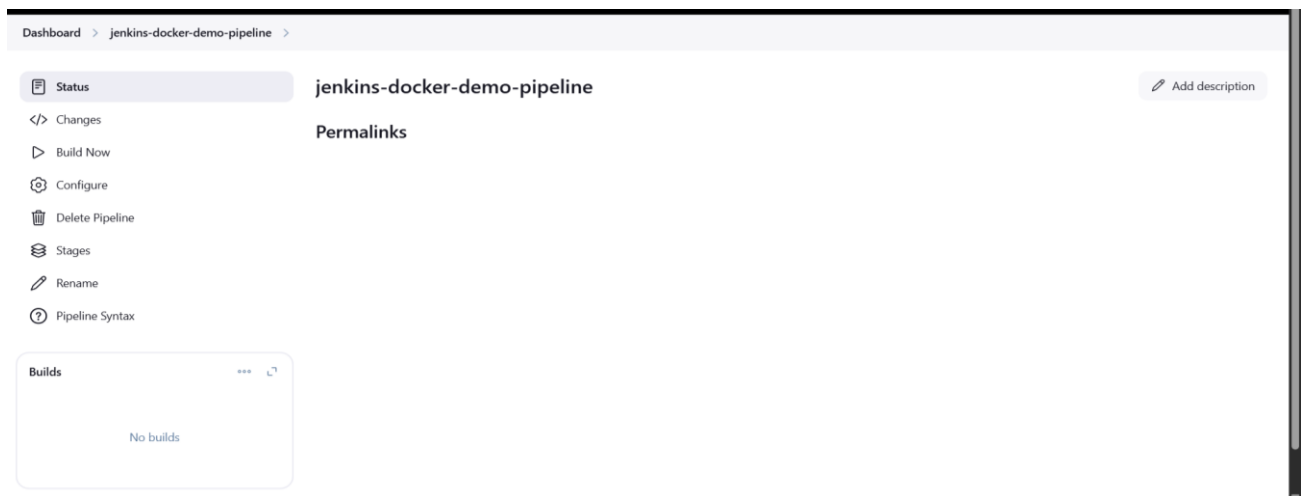 Dashboard > jenkins-docker-demo-pipeline >
Status
Changes
Build Now
Configure
Delete Pipeline
Stages
Rename
Pipeline Syntax
Builds
No builds
jenkins-docker-demo-pipeline
Add description
Permalinks